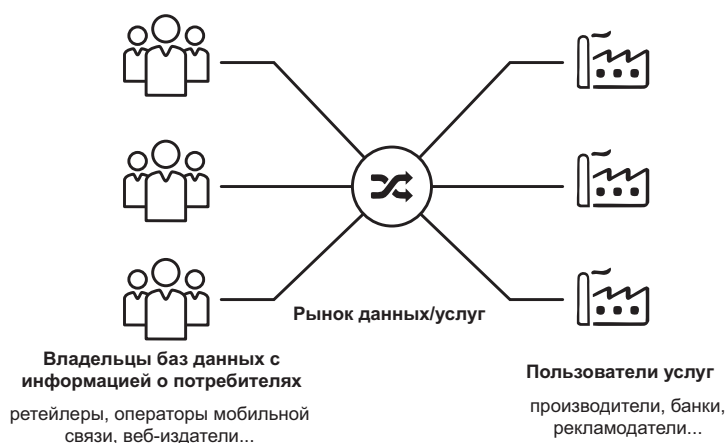 Рынок данных/услуг
Владельцы баз данных с
информацией о потребителях
ретейлеры, операторы мобильной
связи, веб-издатели...
Пользователи услуг
производители, банки,
рекламодатели...